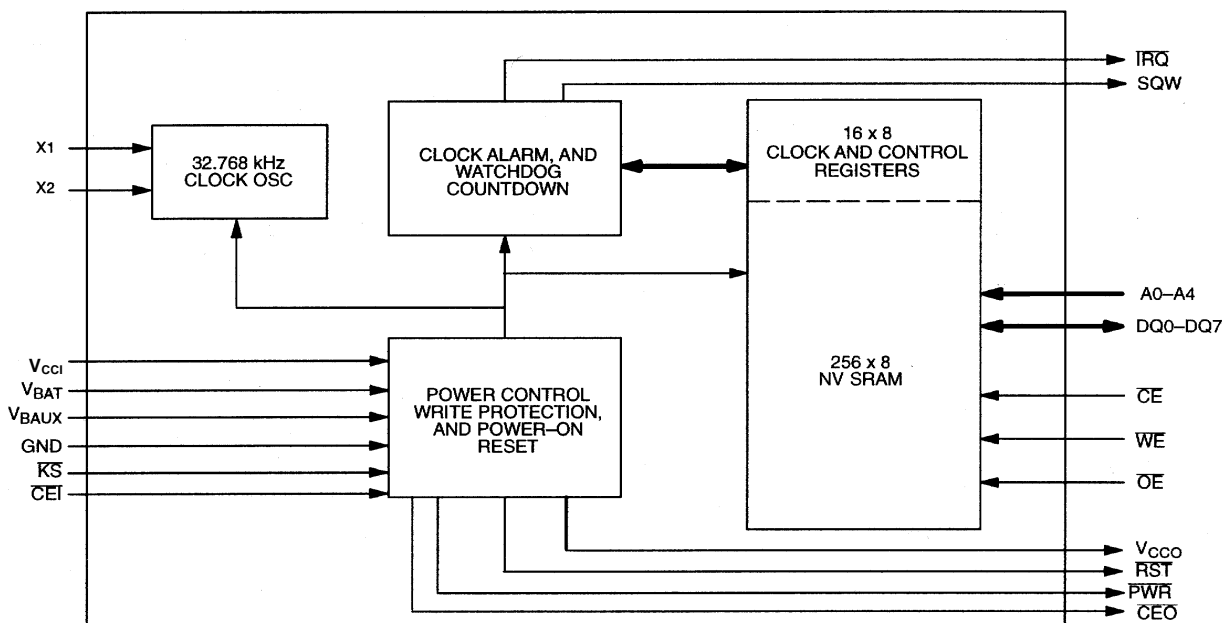 IRQ
SQW
X1
X2
32.768 kHz
CLOCK OSC
CLOCK ALARM, AND
WATCHDOG
COUNTDOWN
16 x 8
CLOCK AND CONTROL
REGISTERS
A0–A4
DQ0–DQ7
256 x 8
NV SRAM
CE
WE
OE
VCCI
VBAT
VBAUX
GND
KS
CEI
POWER CONTROL
WRITE PROTECTION,
AND POWER–ON
RESET
VCCO
RST
PWR
CEO